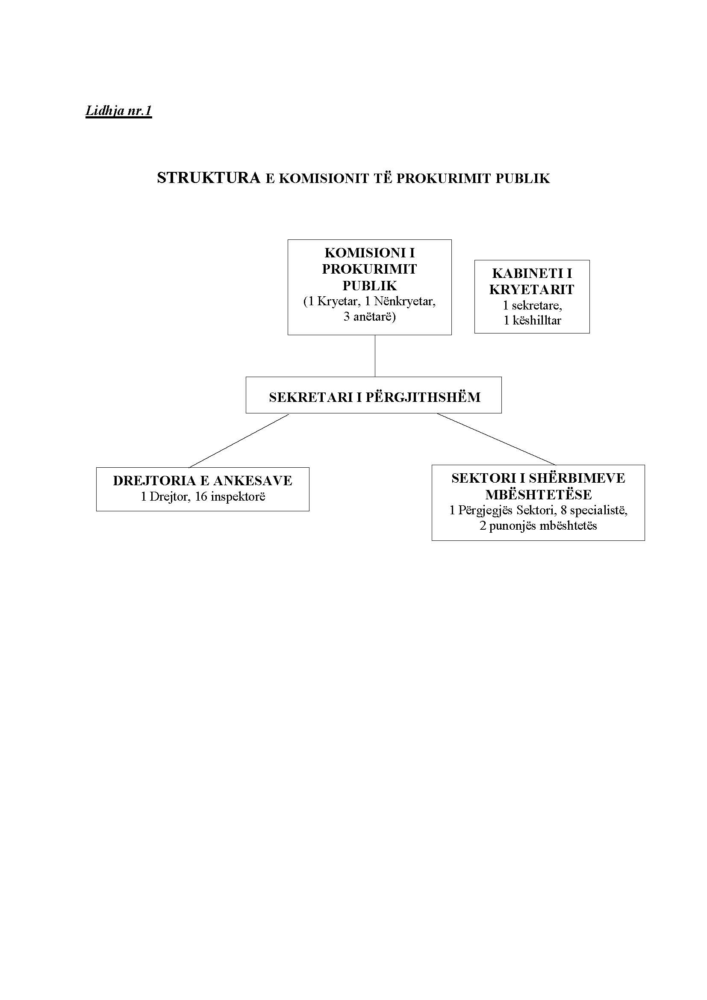 Lidhja nr.1
STRUKTURA E KOMISIONIT TË PROKURIMIT PUBLIK
KOMISIONI I
PROKURIMIT
PUBLIK
(1 Kryetar, 1 Nënkryetar,
3 anëtarë)
KABINETI I
KRYETARIT
1 sekretare,
1 këshilltar
SEKRETARI I PËRGJITHSHËM
DREJTORIA E ANKESAVE
1 Drejtor, 16 inspektorë
SEKTORI I SHËRBIMEVE
MBËSHTETËSE
1 Përgjegjës Sektori, 8 specialistë,
2 punonjës mbështetës